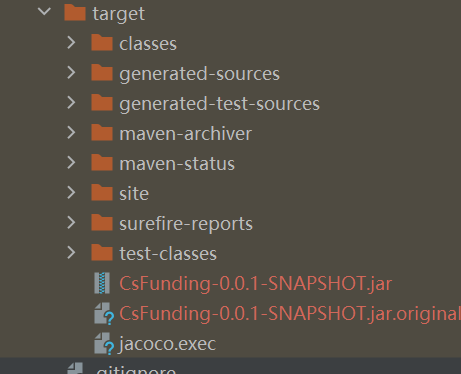 target
classes
generated-sources
generated-test-sources
maven-archiver
maven-status
site
surefire-reports
test-classes
CsFunding-0.0.1-SNAPSHOT.jar
CsFunding-0.0.1-SNAPSHOT.jar.original
jacoco.exec
.gitignore